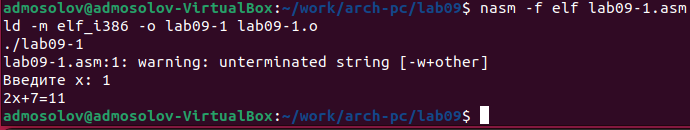 admosolov@admosolov-VirtualBox:~/work/arch-pc/lab09$ nasm -f elf lab09-1.asm
ld -m elf_i386 -o lab09-1 lab09-1.o
./lab09-1
lab09-1.asm:1: warning: unterminated string [-w+other]
Введите x: 1
2x+7=11
admosolov@admosolov-VirtualBox:~/work/arch-pc/lab09$